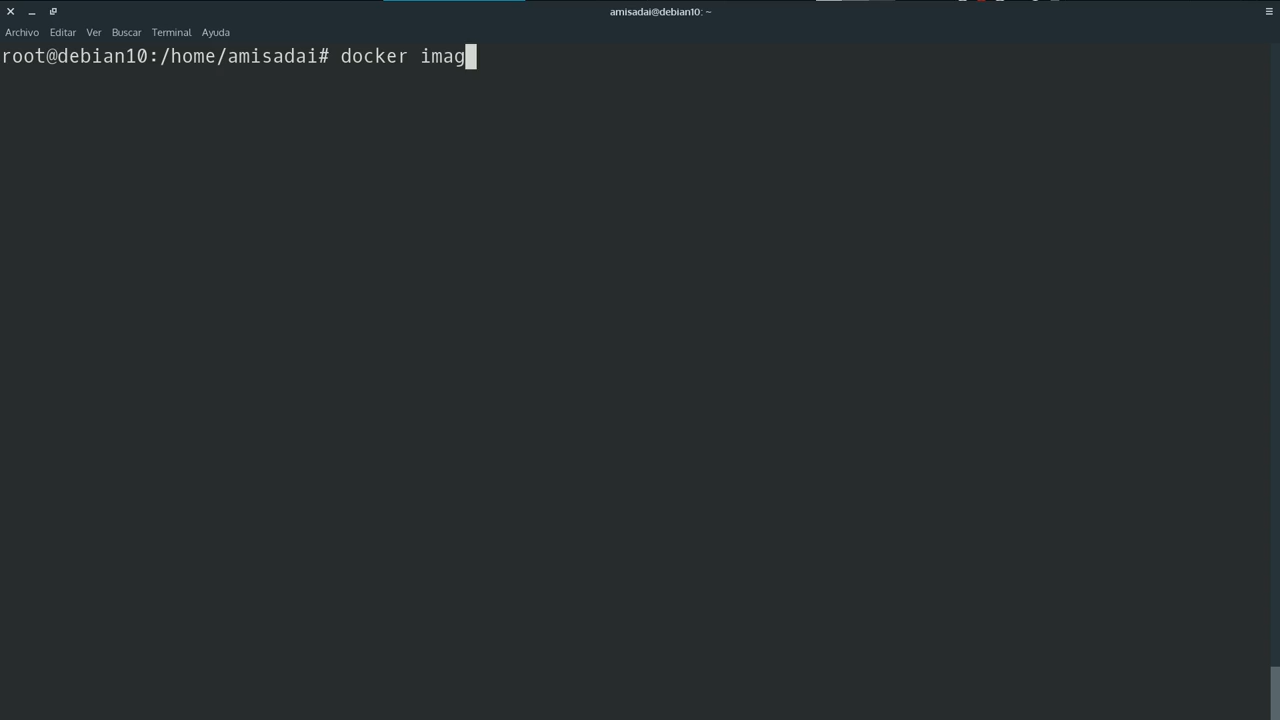 amisadai@debian10: ~
Archivo Editar Ver Buscar Terminal Ayuda
root@debian10:/home/amisadai# docker imag